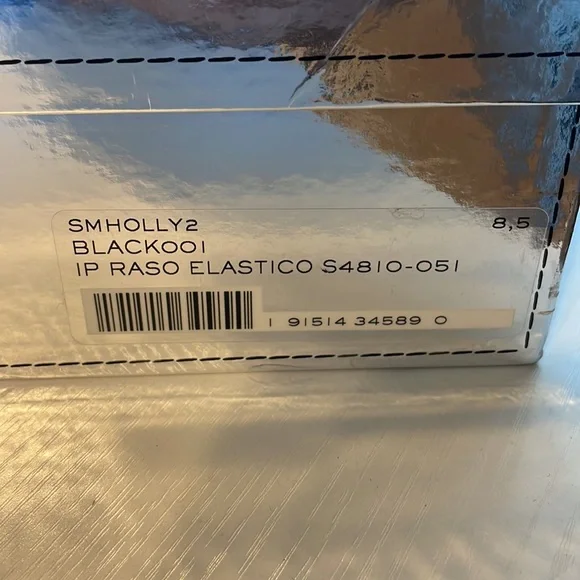 SMHOLLY2 8,5
BLACK001
IP RASO ELASTICO S4810-051
1 91514 34589 0